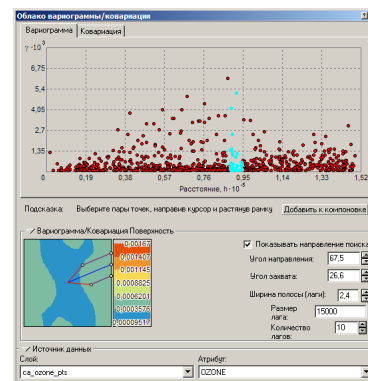 Облако вариограммы/ковариация
Вариограмма Ковариация
γ·10³
6,75
5,4
4,05
2,7
1,35
0 0,19 0,38 0,57 0,76 0,95 1,14 1,33 1,52
Расстояние, h·10⁻⁵
Подсказка: Выберите пары точек, направив курсор и растянув рамку Добавить к компоновке
Вариограмма/Ковариация Поверхность
0,00167
0,001407
0,001145
0,0008825
0,0006201
0,0003576
0,00009517
Показывать направление поиска
Угол направления: 67,5
Угол захвата: 26,6
Ширина полосы (лаги): 2,4
Размер лага: 15000
Количество лагов: 10
Источник данных
Слой: Атрибут:
ca_ozone_pts OZONE